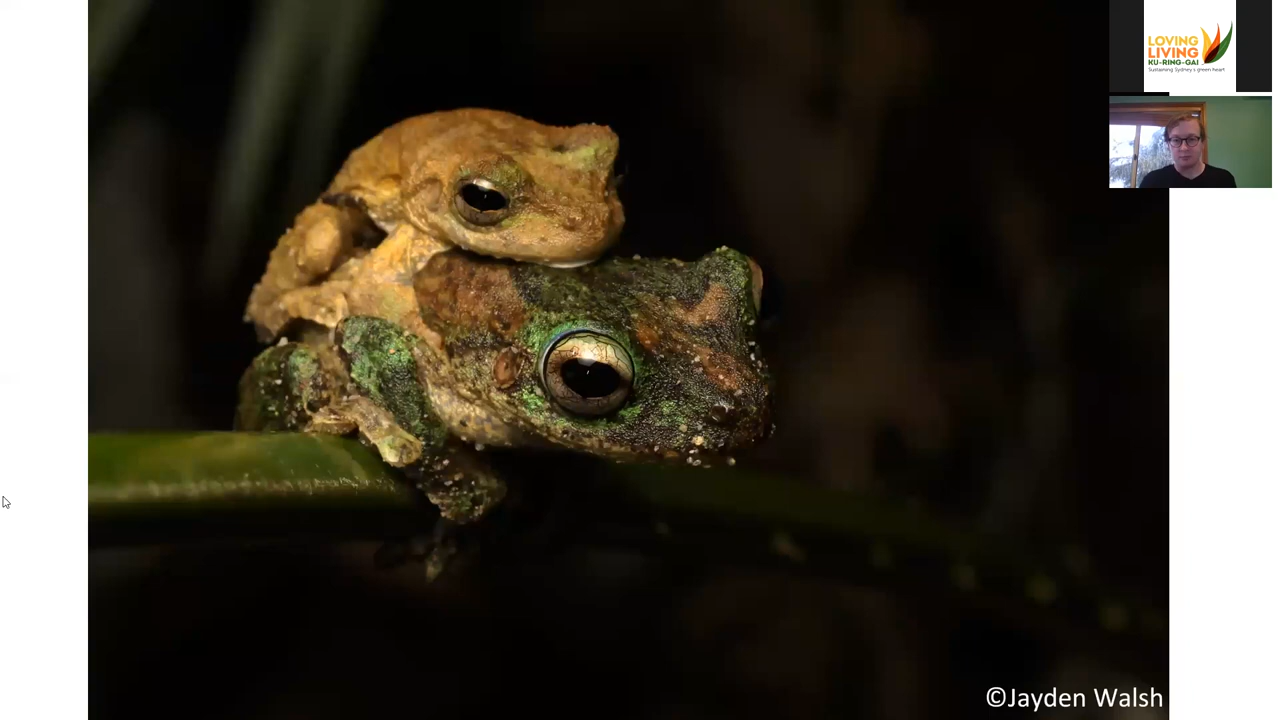 LOVING
LIVING
KU-RING-GAI
Sustaining Sydney's green heart
©Jayden Walsh